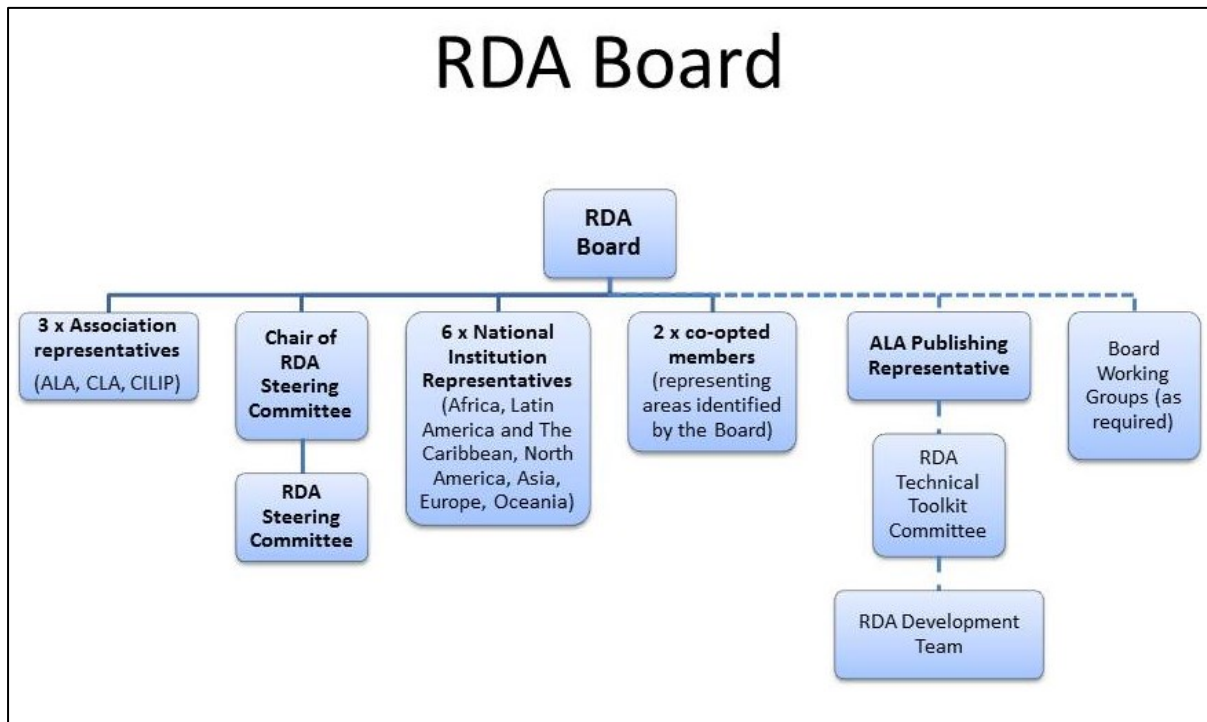 RDA Board
RDA
Board
3 x Association
representatives
(ALA, CLA, CILIP)
Chair of
RDA
Steering
Committee
RDA
Steering
Committee
6 x National
Institution
Representatives
(Africa, Latin
America and The
Caribbean, North
America, Asia,
Europe, Oceania)
2 x co-opted
members
(representing
areas identified
by the Board)
ALA Publishing
Representative
RDA
Technical
Toolkit
Committee
RDA Development
Team
Board
Working
Groups (as
required)